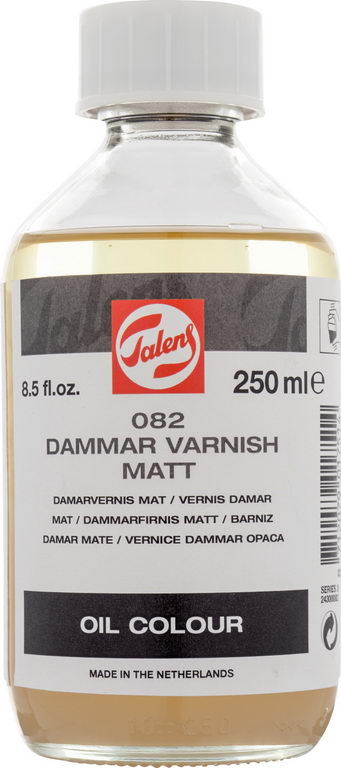 Talens
8.5 fl.oz.
250 ml e
082
DAMMAR VARNISH
MATT
DAMARVERNIS MAT / VERNIS DAMAR
MAT / DAMMARFIRNIS MATT / BARNIZ
DAMAR MATE / VERNICE DAMMAR OPACA
OIL COLOUR
MADE IN THE NETHERLANDS